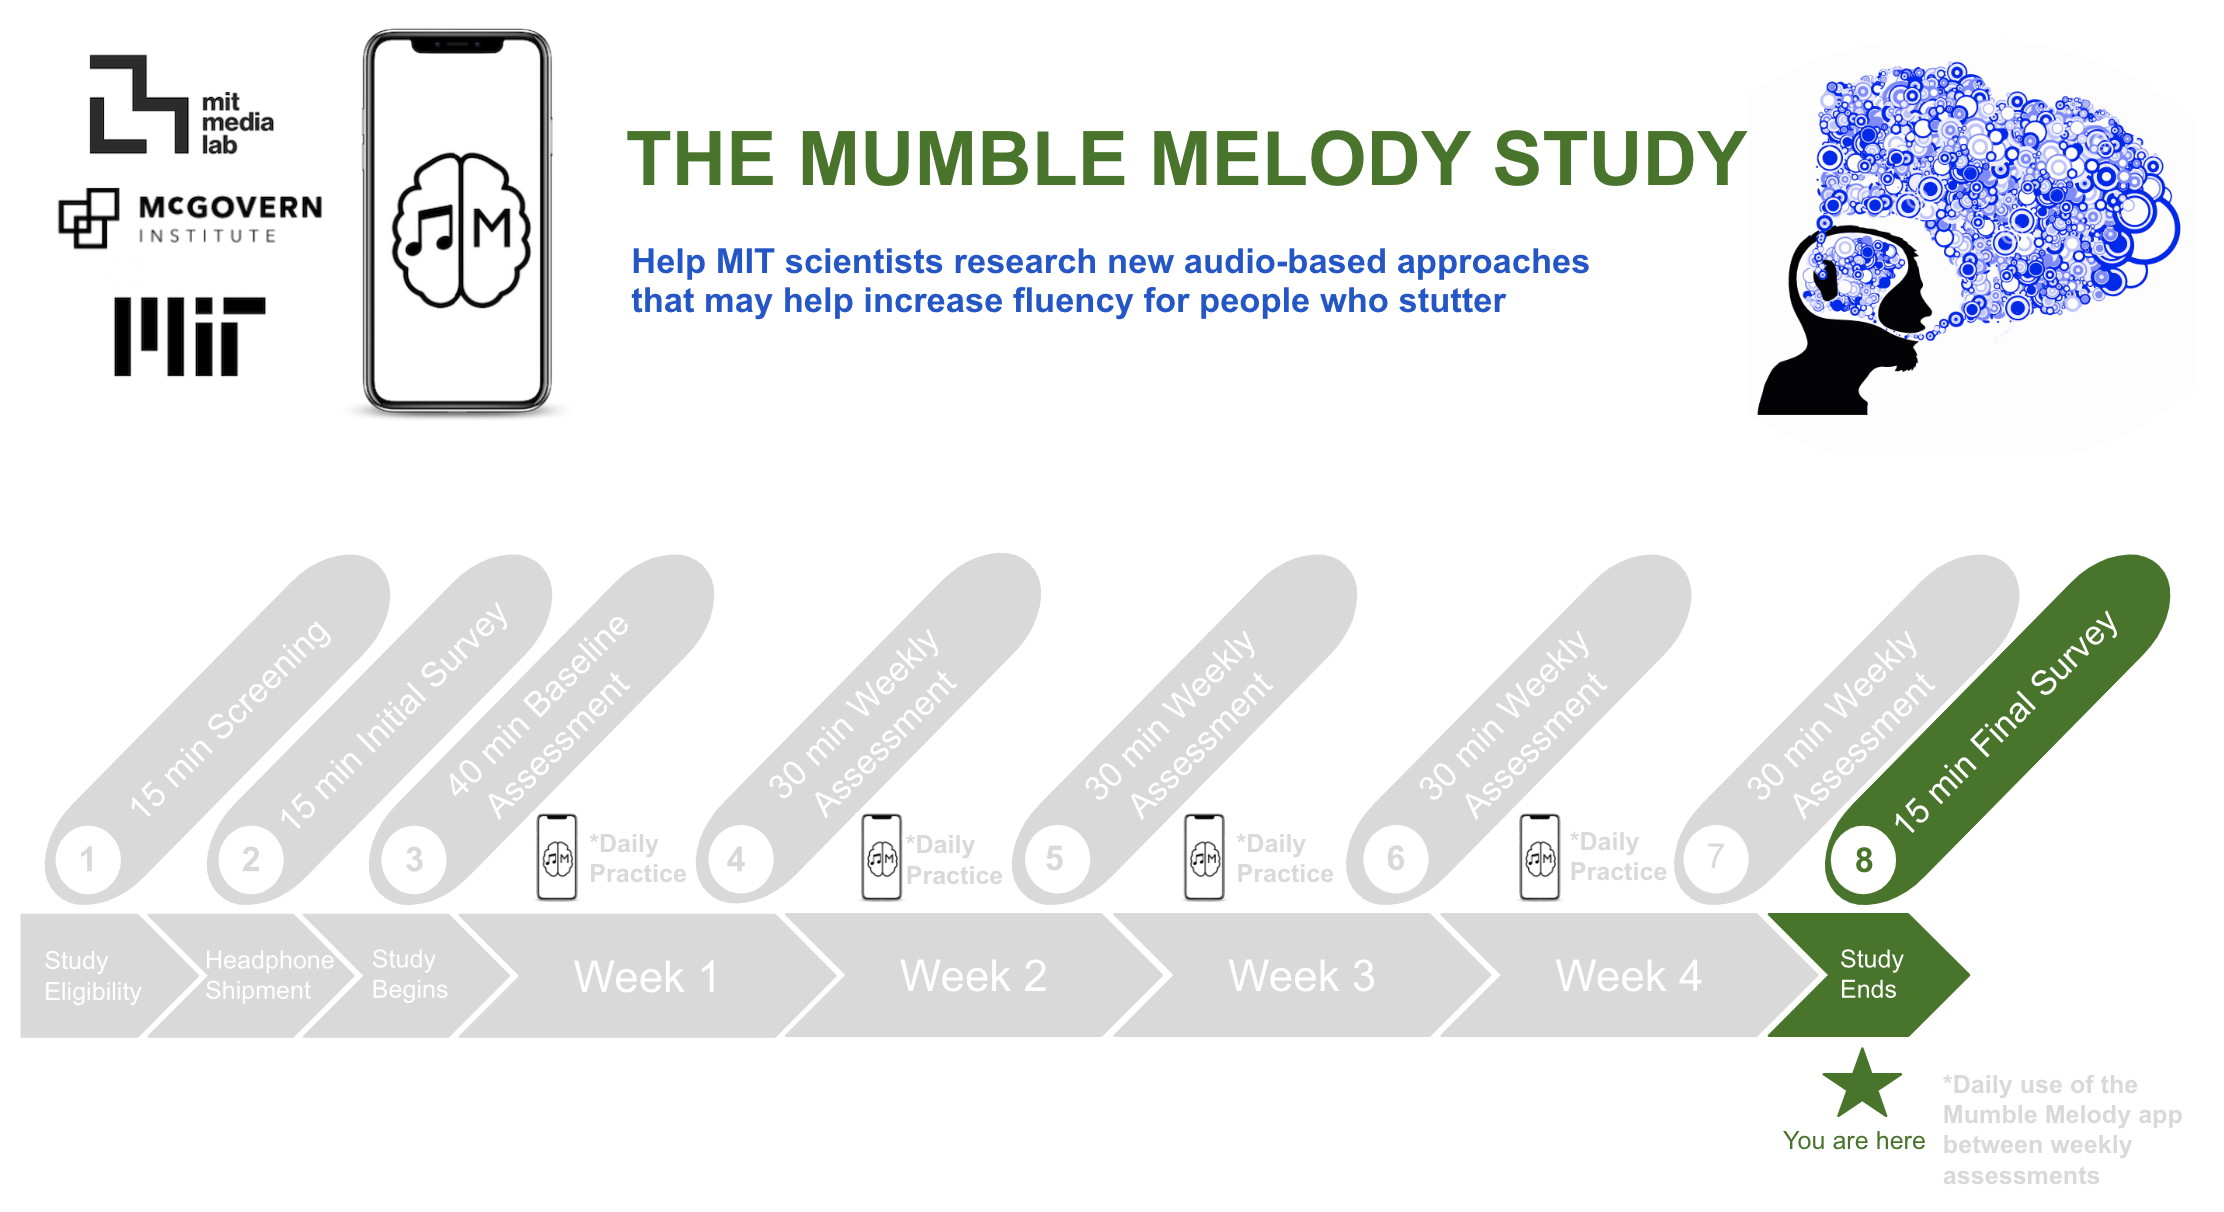 mit
media
lab
McGOVERN
INSTITUTE
MIT
M
THE MUMBLE MELODY STUDY
Help MIT scientists research new audio-based approaches
that may help increase fluency for people who stutter
15 min Screening
1
15 min Initial Survey
2
40 min Baseline
Assessment
3
M
*Daily
Practice
30 min Weekly
Assessment
4
M
*Daily
Practice
30 min Weekly
Assessment
5
M
*Daily
Practice
30 min Weekly
Assessment
6
M
*Daily
Practice
30 min Weekly
Assessment
7
15 min Final Survey
8
Study
Eligibility
Headphone
Shipment
Study
Begins
Week 1
Week 2
Week 3
Week 4
Study
Ends
You are here
*Daily use of the
Mumble Melody app
between weekly
assessments